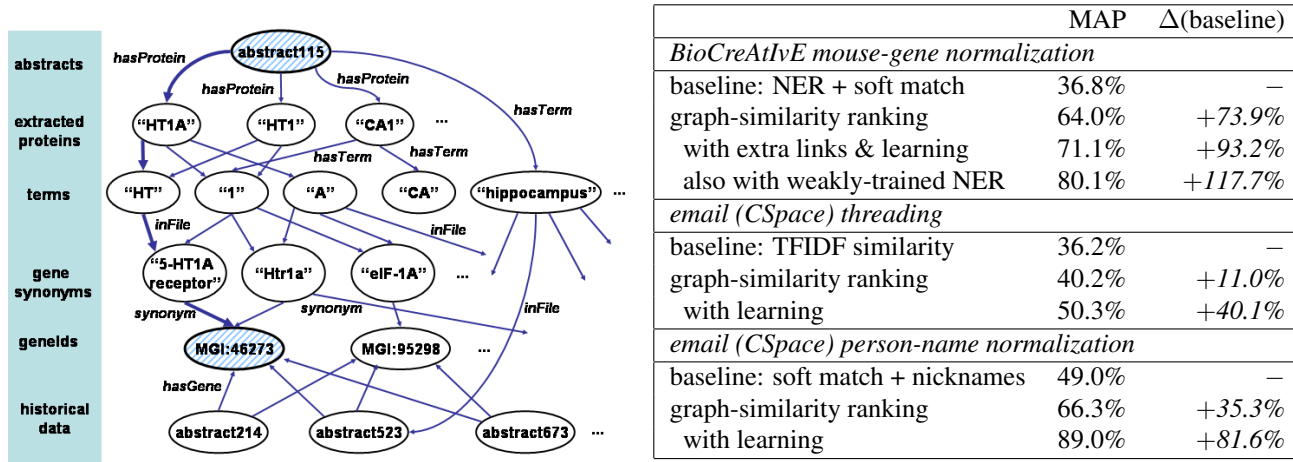 abstracts
abstract115
hasProtein
hasProtein
hasProtein
hasTerm
extracted
proteins
“HT1A”
“HT1”
“CA1”
...
hasTerm
hasTerm
terms
“HT”
“1”
“A”
“CA”
“hippocampus”
...
inFile
inFile
gene
synonyms
“5-HT1A
receptor”
“Htr1a”
“eIF-1A”
...
inFile
synonym
synonym
geneIds
MGI:46273
MGI:95298
...
hasGene
historical
data
abstract214
abstract523
abstract673
...
MAP Δ(baseline)
BioCreAtIvE mouse-gene normalization
baseline: NER + soft match 36.8% −
graph-similarity ranking 64.0% +73.9%
with extra links & learning 71.1% +93.2%
also with weakly-trained NER 80.1% +117.7%
email (CSpace) threading
baseline: TFIDF similarity 36.2% −
graph-similarity ranking 40.2% +11.0%
with learning 50.3% +40.1%
email (CSpace) person-name normalization
baseline: soft match + nicknames 49.0% −
graph-similarity ranking 66.3% +35.3%
with learning 89.0% +81.6%